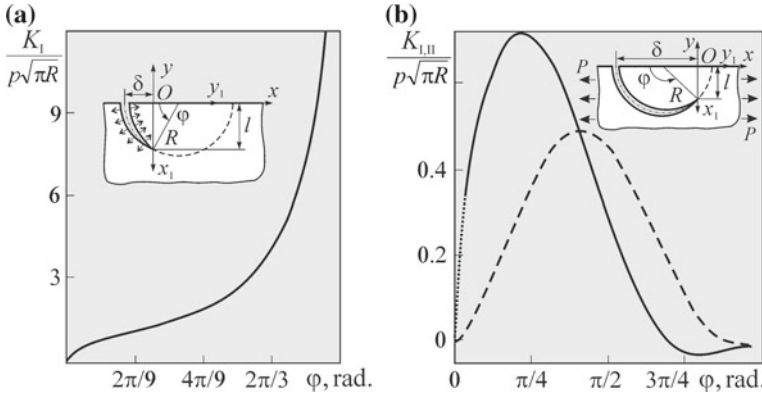 (a)
K_I
p√πR
9
6
3
2π/9
4π/9
2π/3
φ, rad.
δ
y
O
y₁
x
φ
R
l
x₁
(b)
K_I,II
p√πR
0.4
0.2
0
0
π/4
π/2
3π/4
φ, rad.
δ
y
O
y₁
x
P
φ
R
l
x₁
P